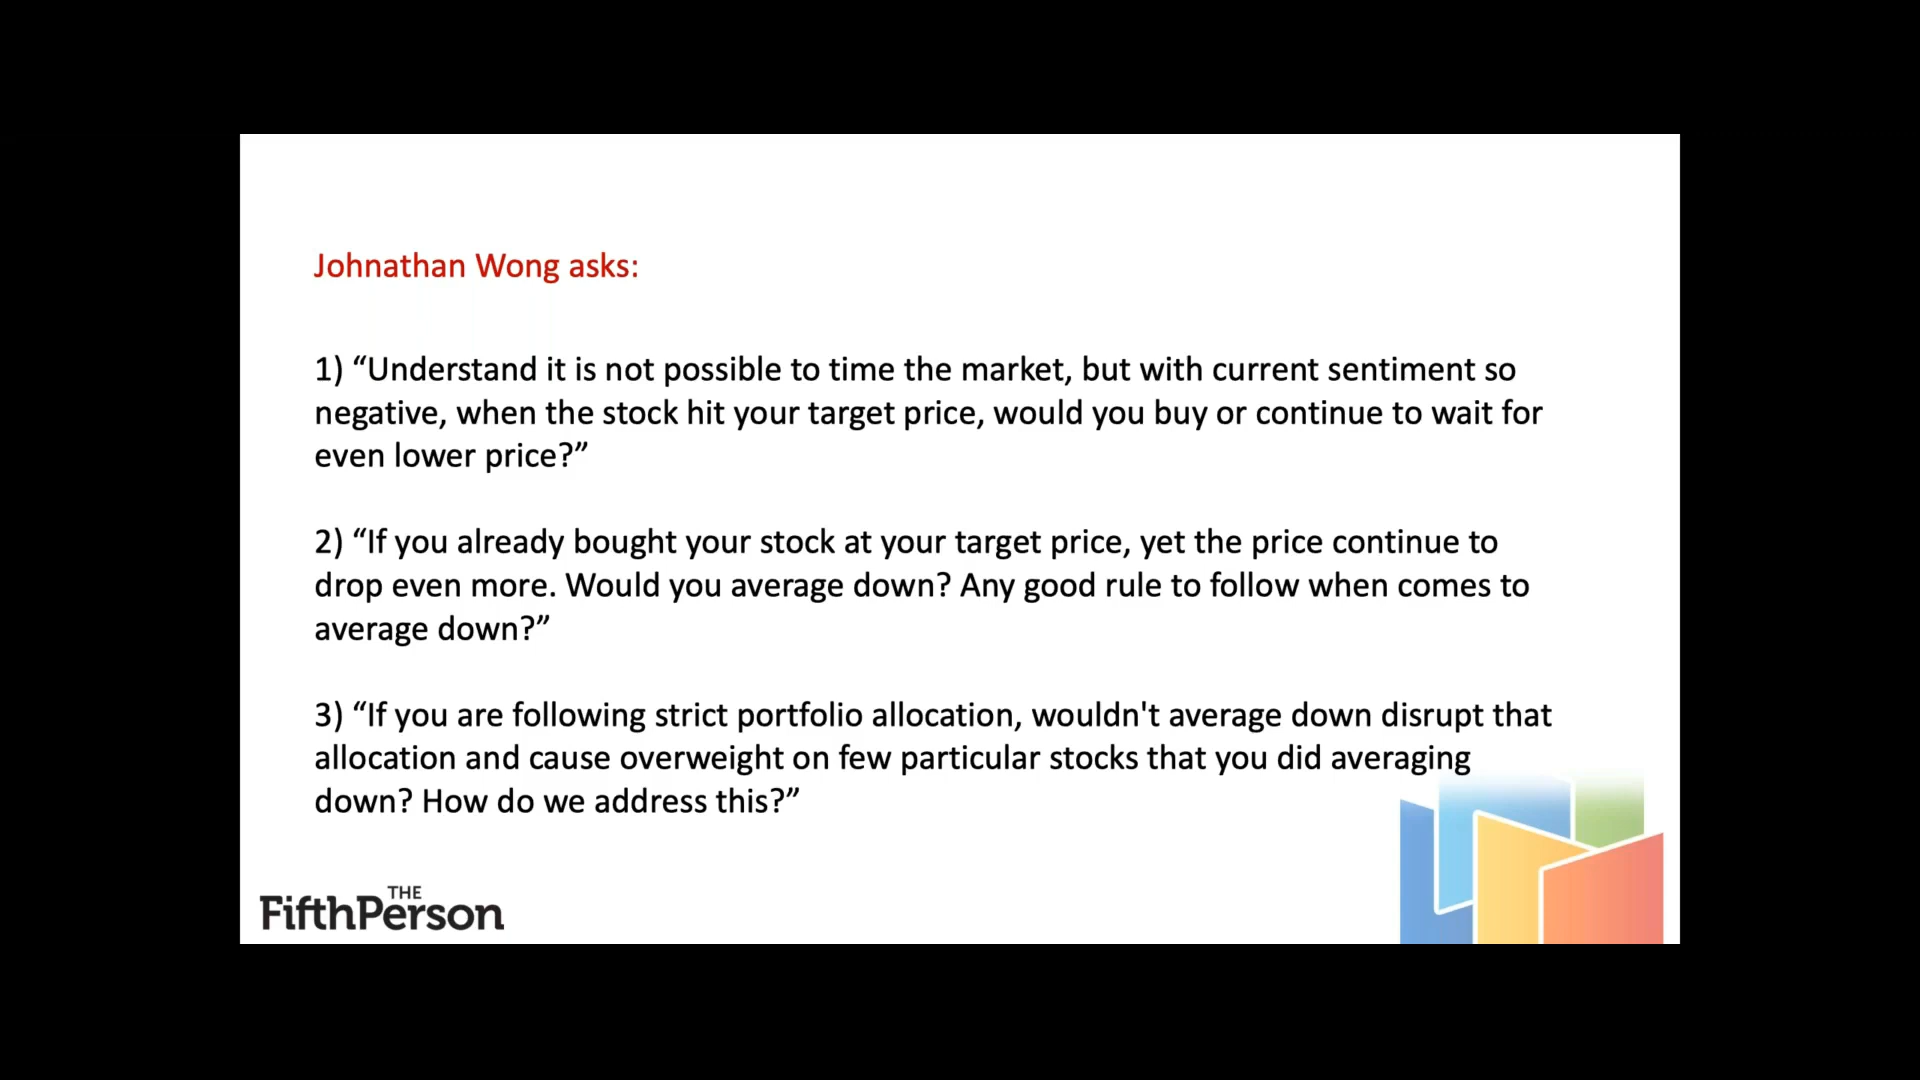 Johnathan Wong asks:
1) “Understand it is not possible to time the market, but with current sentiment so
negative, when the stock hit your target price, would you buy or continue to wait for
even lower price?”
2) “If you already bought your stock at your target price, yet the price continue to
drop even more. Would you average down? Any good rule to follow when comes to
average down?”
3) “If you are following strict portfolio allocation, wouldn't average down disrupt that
allocation and cause overweight on few particular stocks that you did averaging
down? How do we address this?”
THE
FifthPerson